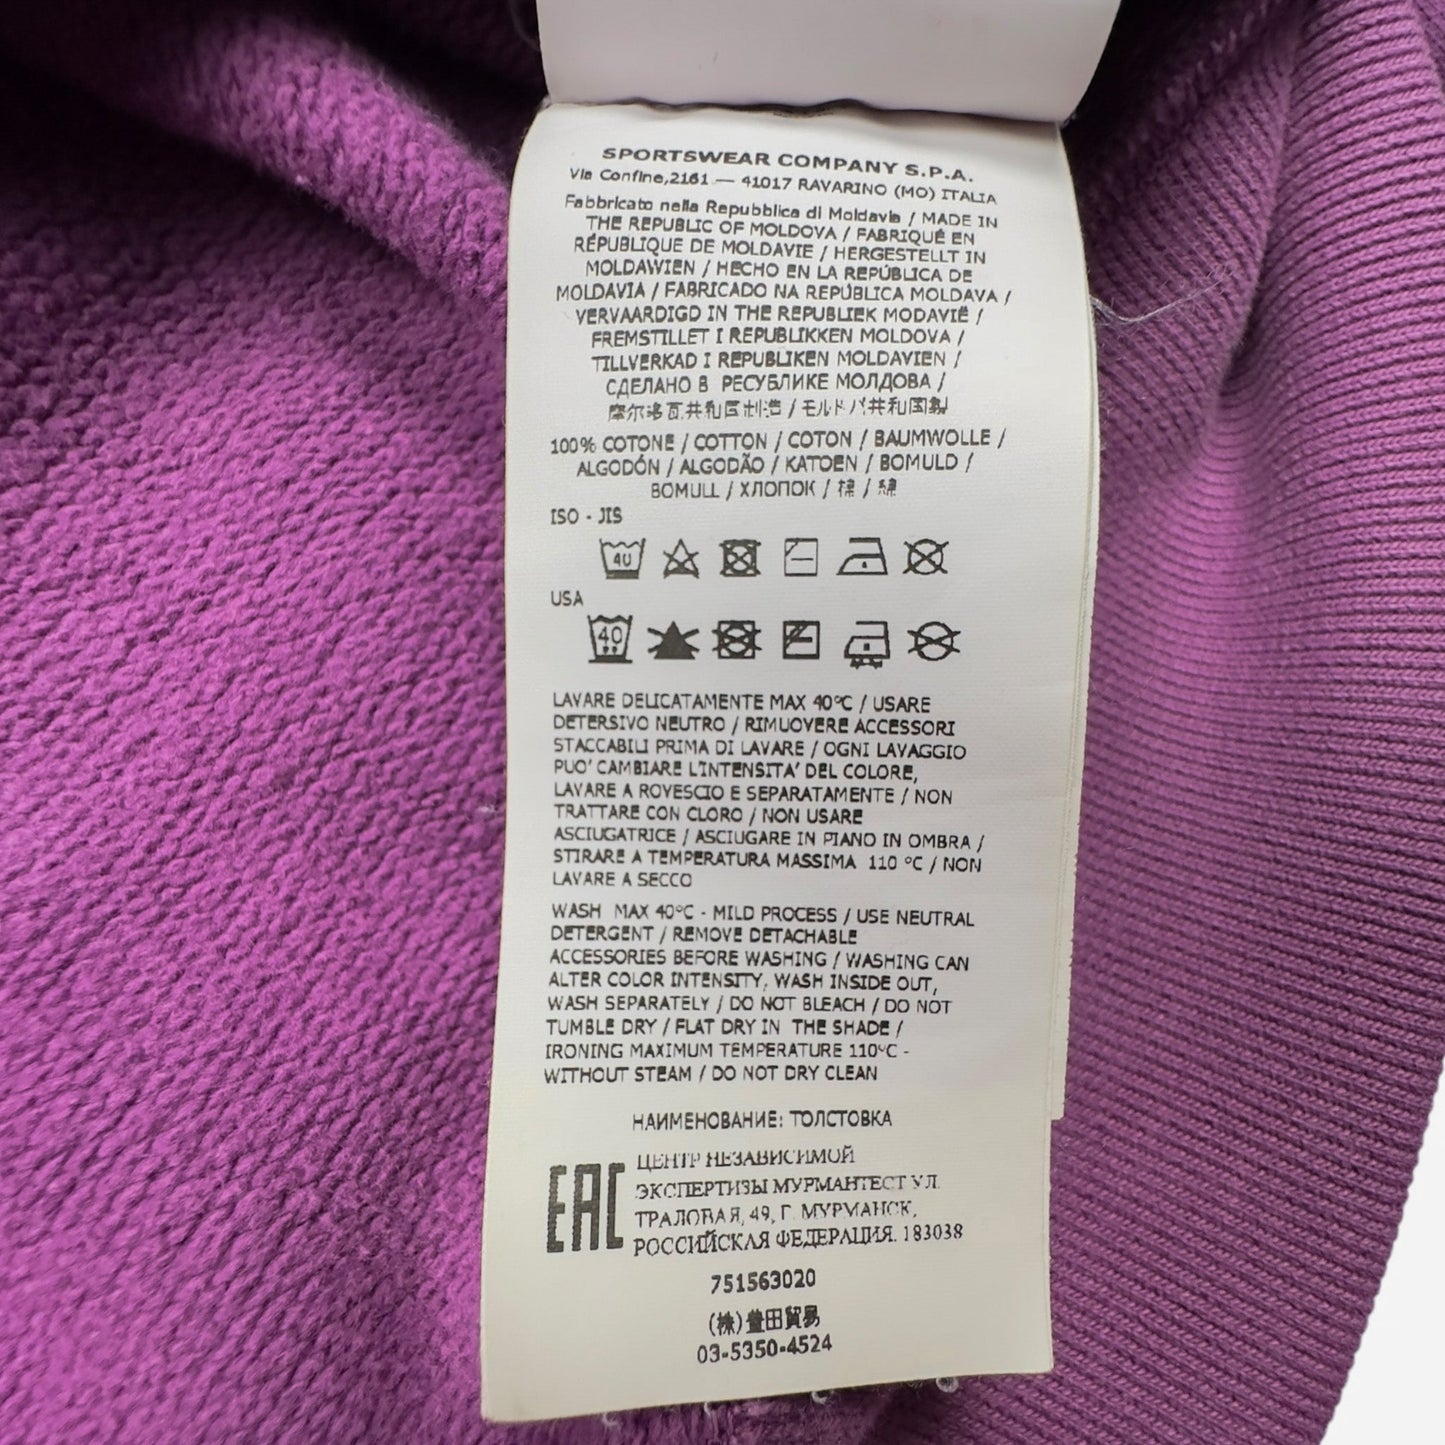 SPORTSWEAR COMPANY S.P.A.
Via Confine,2161 — 41017 RAVARINO (MO) ITALIA
Fabbricato nella Repubblica di Moldavia / MADE IN
THE REPUBLIC OF MOLDOVA / FABRIQUÉ EN
RÉPUBLIQUE DE MOLDAVIE / HERGESTELLT IN
MOLDAWIEN / HECHO EN LA REPÚBLICA DE
MOLDAVIA / FABRICADO NA REPÚBLICA MOLDAVA /
VERVAARDIGD IN THE REPUBLIEK MODAVIË /
FREMSTILLET I REPUBLIKKEN MOLDOVA /
TILLVERKAD I REPUBLIKEN MOLDAVIEN /
СДЕЛАНО В РЕСУБЛИКЕ МОЛДОВА /
摩尔多瓦共和国制造 / モルドバ共和国製
100% COTONE / COTTON / COTON / BAUMWOLLE /
ALGODÓN / ALGODÃO / KATOEN / BOMULD /
BOMULL / ХЛОПОК / 棉 / 綿
ISO - JIS
40
USA
40
LAVARE DELICATAMENTE MAX 40°C / USARE
DETERSIVO NEUTRO / RIMUOVERE ACCESSORI
STACCABILI PRIMA DI LAVARE / OGNI LAVAGGIO
PUO' CAMBIARE L'INTENSITA' DEL COLORE,
LAVARE A ROVESCIO E SEPARATAMENTE / NON
TRATTARE CON CLORO / NON USARE
ASCIUGATRICE / ASCIUGARE IN PIANO IN OMBRA /
STIRARE A TEMPERATURA MASSIMA 110 °C / NON
LAVARE A SECCO
WASH MAX 40°C - MILD PROCESS / USE NEUTRAL
DETERGENT / REMOVE DETACHABLE
ACCESSORIES BEFORE WASHING / WASHING CAN
ALTER COLOR INTENSITY, WASH INSIDE OUT,
WASH SEPARATELY / DO NOT BLEACH / DO NOT
TUMBLE DRY / FLAT DRY IN THE SHADE /
IRONING MAXIMUM TEMPERATURE 110°C -
WITHOUT STEAM / DO NOT DRY CLEAN
НАИМЕНОВАНИЕ: ТОЛСТОВКА
EAC
ЦЕНТР НЕЗАВИСИМОЙ
ЭКСПЕРТИЗЫ МУРМАНТЕСТ УЛ.
ТРАЛОВАЯ, 49, Г. МУРМАНСК,
РОССИЙСКАЯ ФЕДЕРАЦИЯ. 183038
751563020
(株)豊田貿易
03-5350-4524